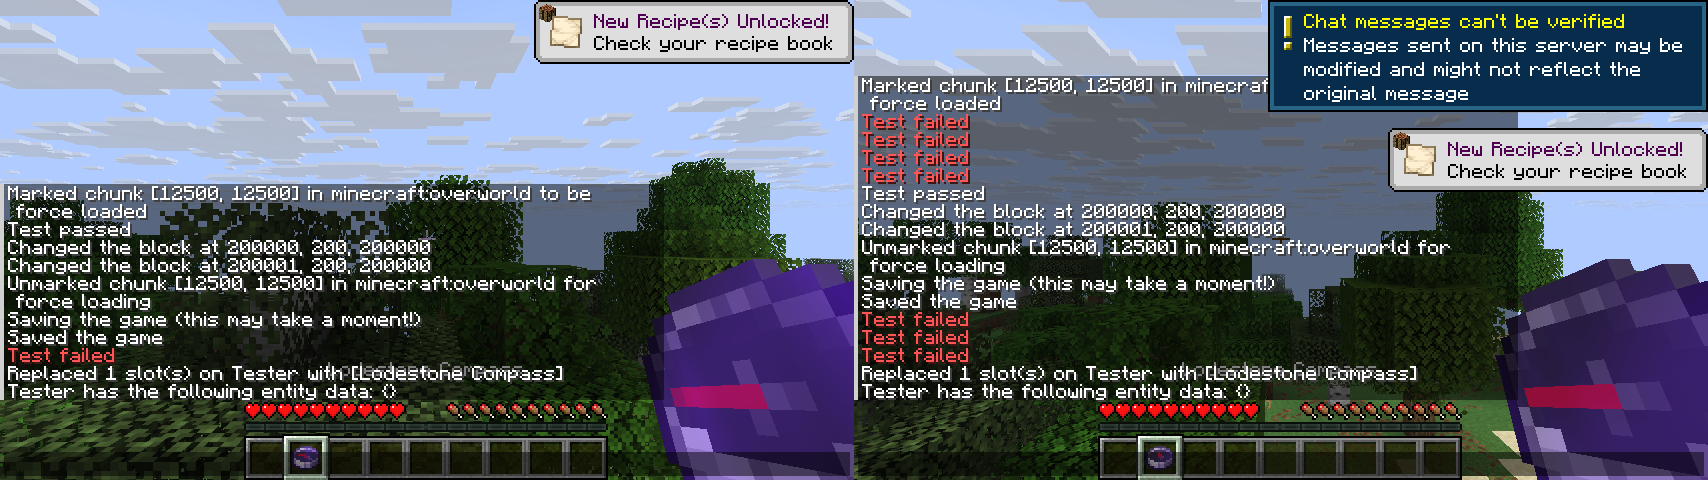 New Recipe(s) Unlocked!
Check your recipe book
Marked chunk [12500, 12500] in minecraft:overworld to be
force loaded
Test passed
Changed the block at 200000, 200, 200000
Changed the block at 200001, 200, 200000
Unmarked chunk [12500, 12500] in minecraft:overworld for
force loading
Saving the game (this may take a moment!)
Saved the game
Test failed
Replaced 1 slot(s) on Tester with [Lodestone Compass]
Tester has the following entity data: {}
Chat messages can't be verified
Messages sent on this server may be
modified and might not reflect the
original message
New Recipe(s) Unlocked!
Check your recipe book
Marked chunk [12500, 12500] in
force loaded
Test failed
Test failed
Test failed
Test failed
Test passed
Changed the block at 200000, 200, 200000
Changed the block at 200001, 200, 200000
Unmarked chunk [12500, 12500] in minecraft:overworld for
force loading
Saving the game (this may take a moment!)
Saved the game
Test failed
Test failed
Test failed
Replaced 1 slot(s) on Tester with [Lodestone Compass]
Tester has the following entity data: {}